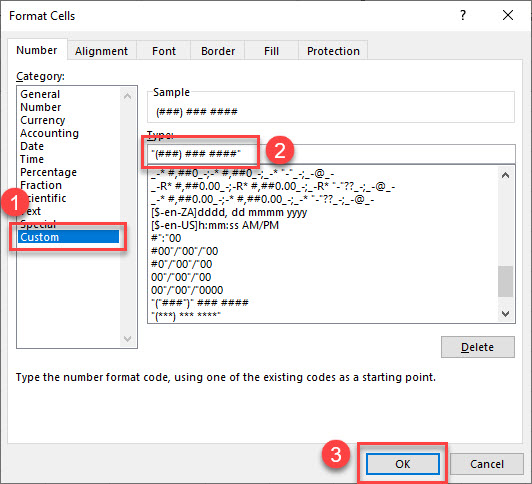 Format Cells
? ×
Number Alignment Font Border Fill Protection
Category:
General
Number
Currency
Accounting
Date
Time
Percentage
Fraction
Scientific
Text
Special
Custom
1
Sample
(###) ### ####
Type:
"(###) ### ####"
2
_-* #,##0_-;-* #,##0_-;_-* "-"_-;_-@_-
_-R* #,##0.00_-;-R* #,##0.00_-;_-R* "-"??_-;_-@_-
_-* #,##0.00_-;-* #,##0.00_-;_-* "-"??_-;_-@_-
[$-en-ZA]dddd, dd mmmm yyyy
[$-en-US]h:mm:ss AM/PM
#":"00
#00"/"00"/"00
#0"/"00"/"00
00"/"00"/"00
00"/"00"/"0000
"("###")" ### ####
"(***) *** ****"
Delete
Type the number format code, using one of the existing codes as a starting point.
3
OK Cancel